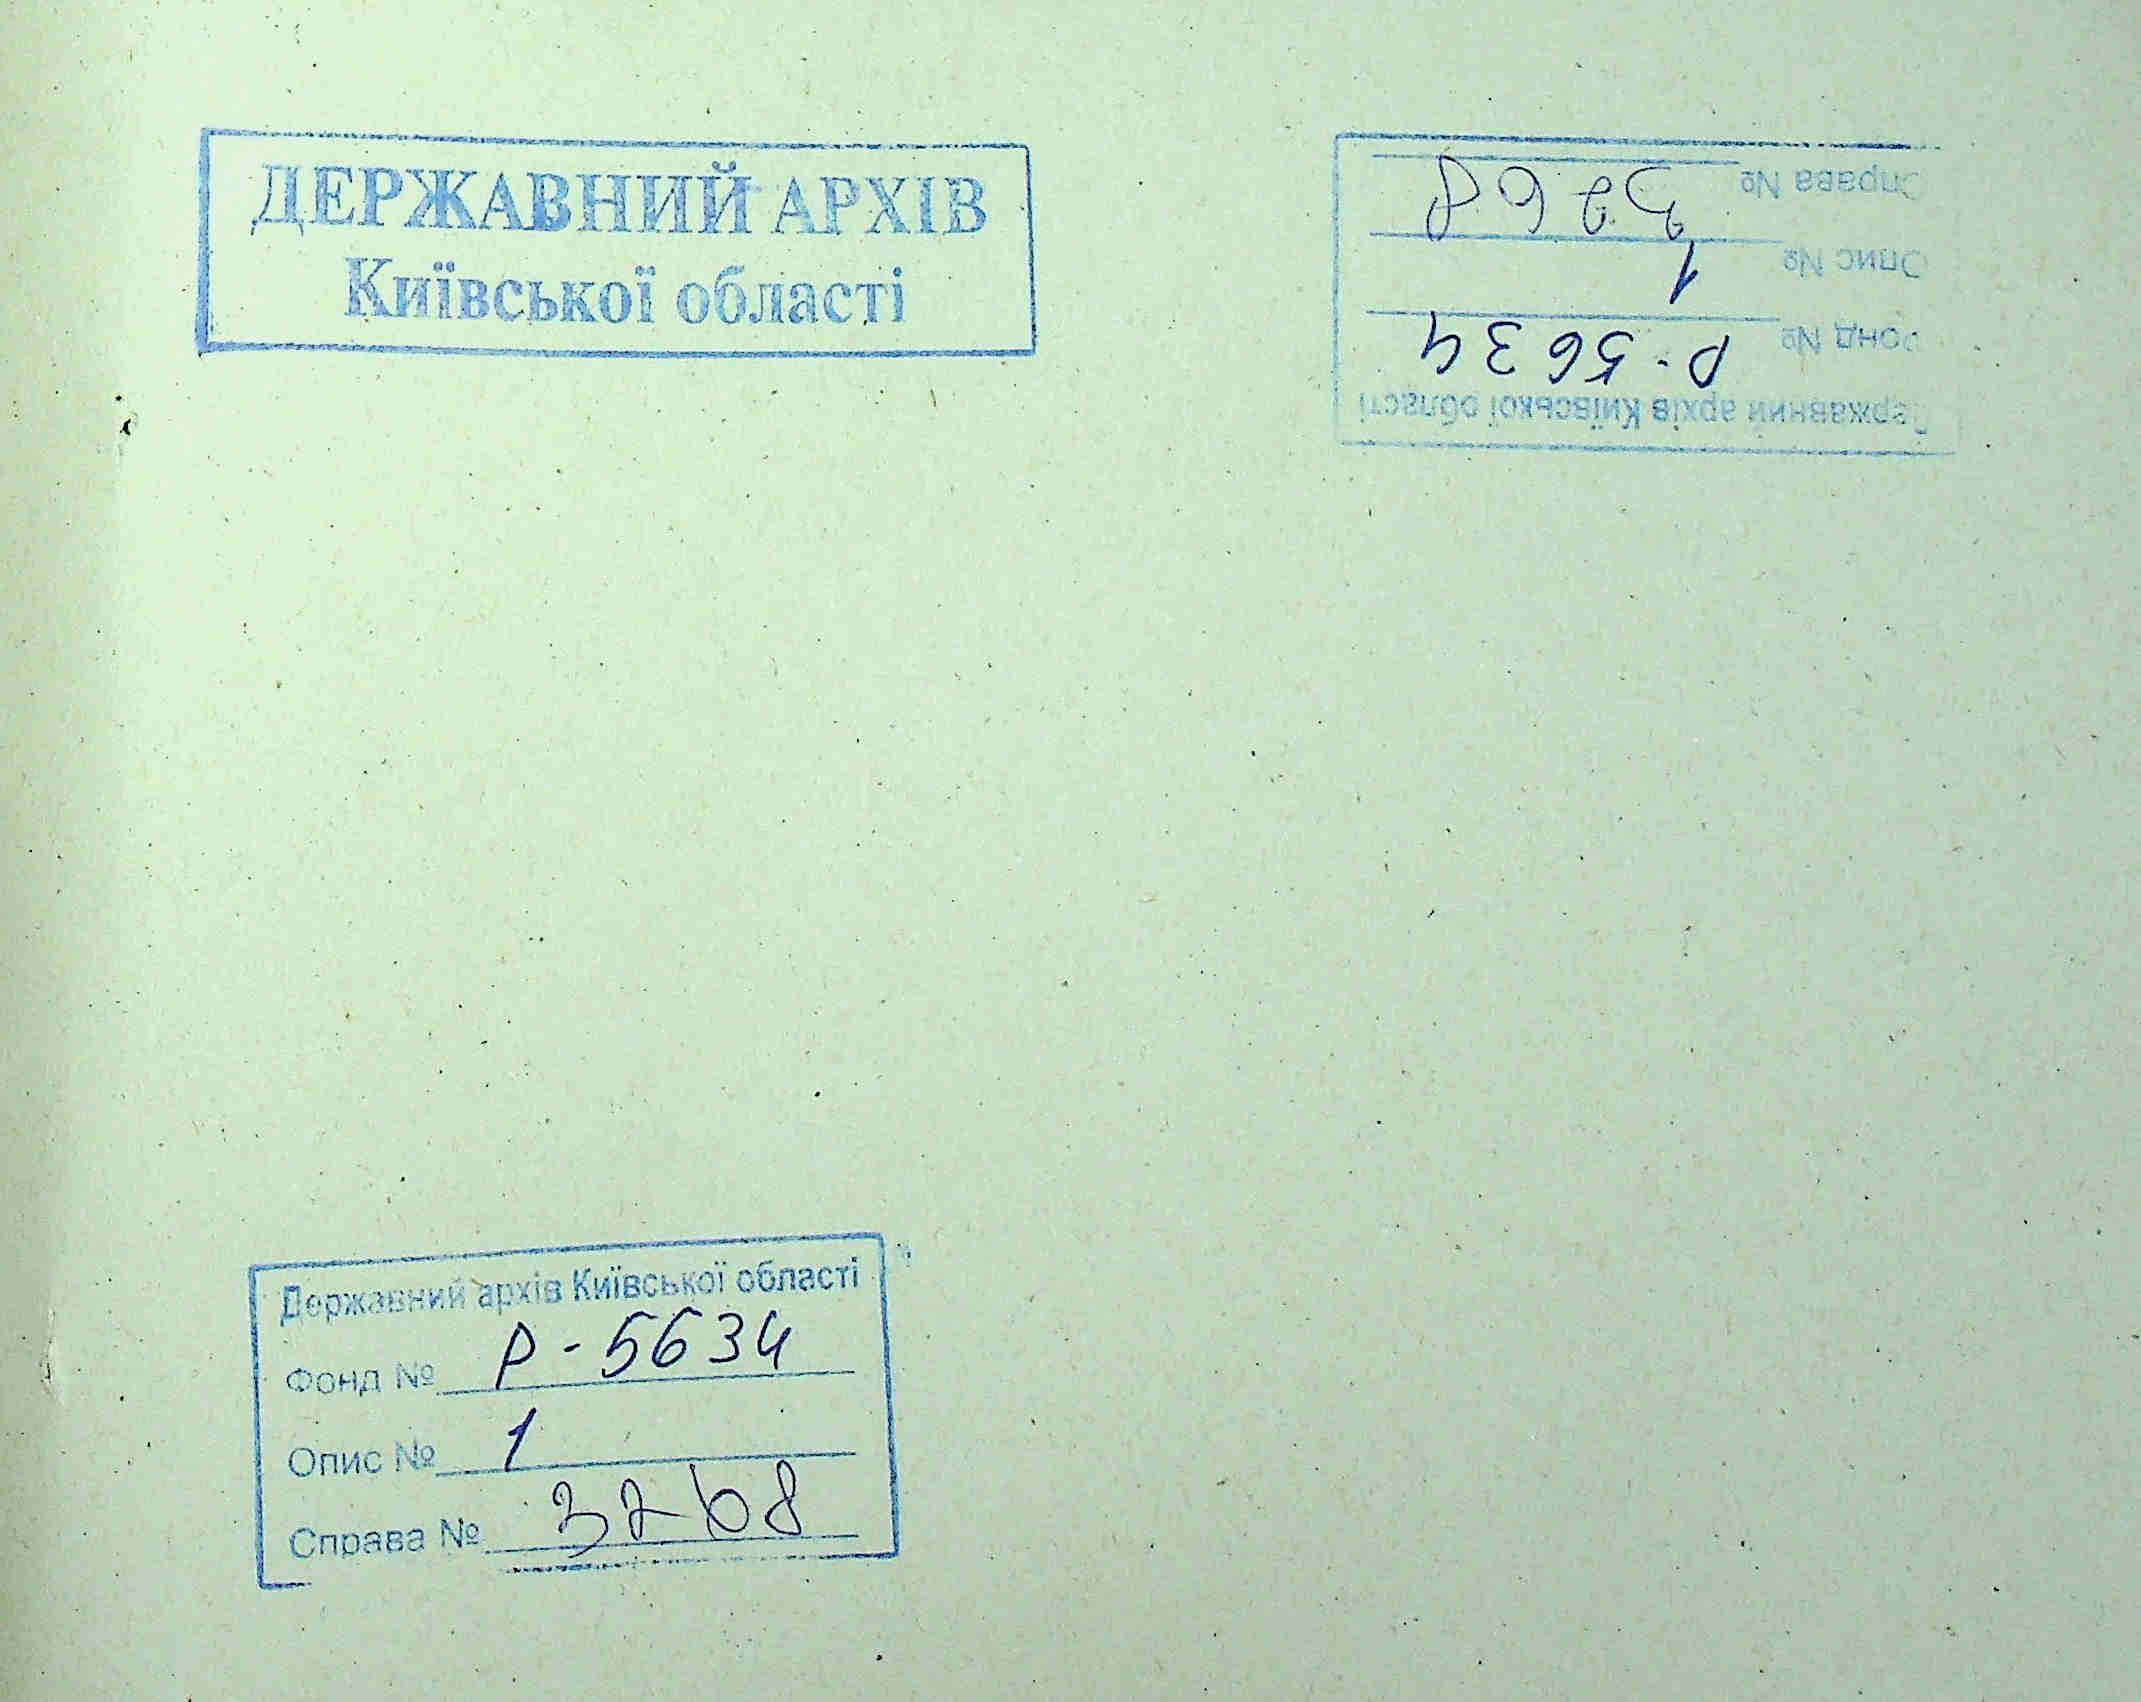 ДЕРЖАВНИЙ АРХІВ
Київської області
Державний архів Київської області
Фонд № Р-5634
Опис № 1
Справа № 3268
Державний архів Київської області
Фонд № Р-5634
Опис № 1
Справа № 3268